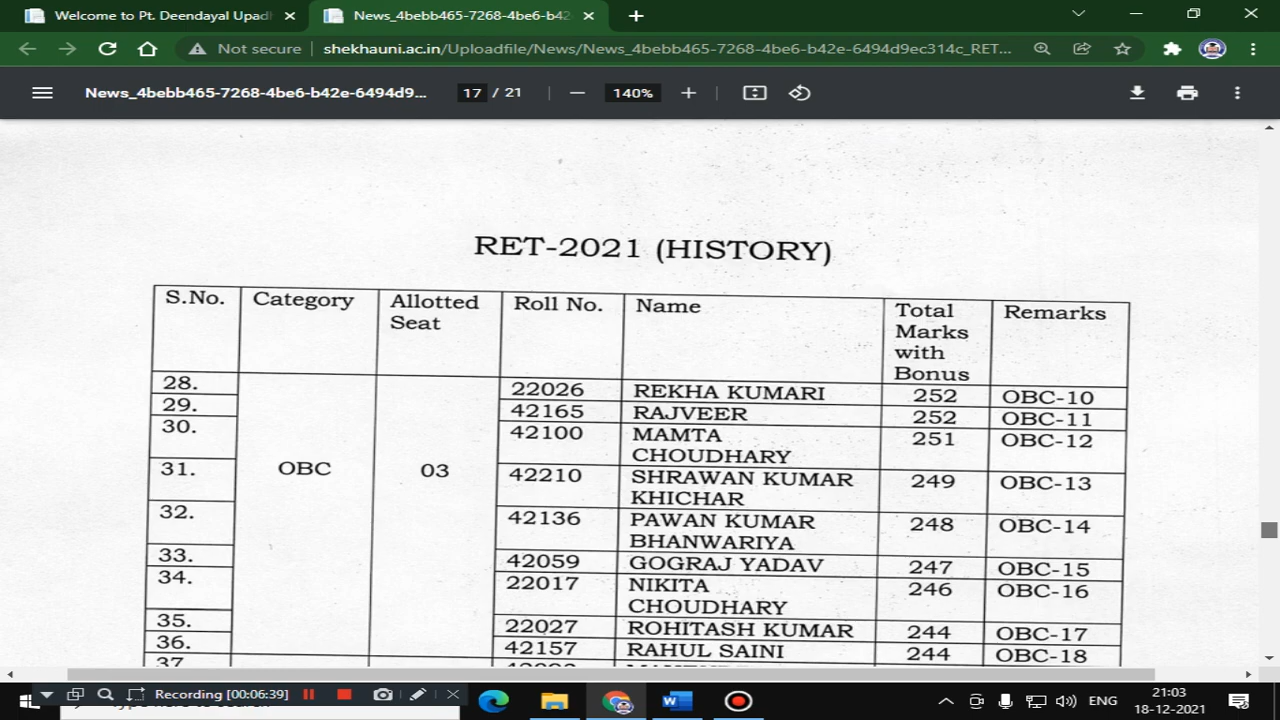 Welcome to Pt. Deendayal Upad
News_4bebb465-7268-4be6-b42
Not secure
shekhauni.ac.in/Uploadfile/News/News_4bebb465-7268-4be6-b42e-6494d9ec314c_RET...
News_4bebb465-7268-4be6-b42e-6494d9...
17 / 21
140%
RET-2021 (HISTORY)
S.No. Category Allotted Seat Roll No. Name Total Marks with Bonus Remarks
OBC 03
28. 22026 REKHA KUMARI 252 OBC-10
29. 42165 RAJVEER 252 OBC-11
30. 42100 MAMTA CHOUDHARY 251 OBC-12
31. 42210 SHRAWAN KUMAR KHICHAR 249 OBC-13
32. 42136 PAWAN KUMAR BHANWARIYA 248 OBC-14
33. 42059 GOGRAJ YADAV 247 OBC-15
34. 22017 NIKITA CHOUDHARY 246 OBC-16
35. 22027 ROHITASH KUMAR 244 OBC-17
36. 42157 RAHUL SAINI 244 OBC-18
37
Recording [00:06:39]
Type here to search
ENG
21:03
18-12-2021